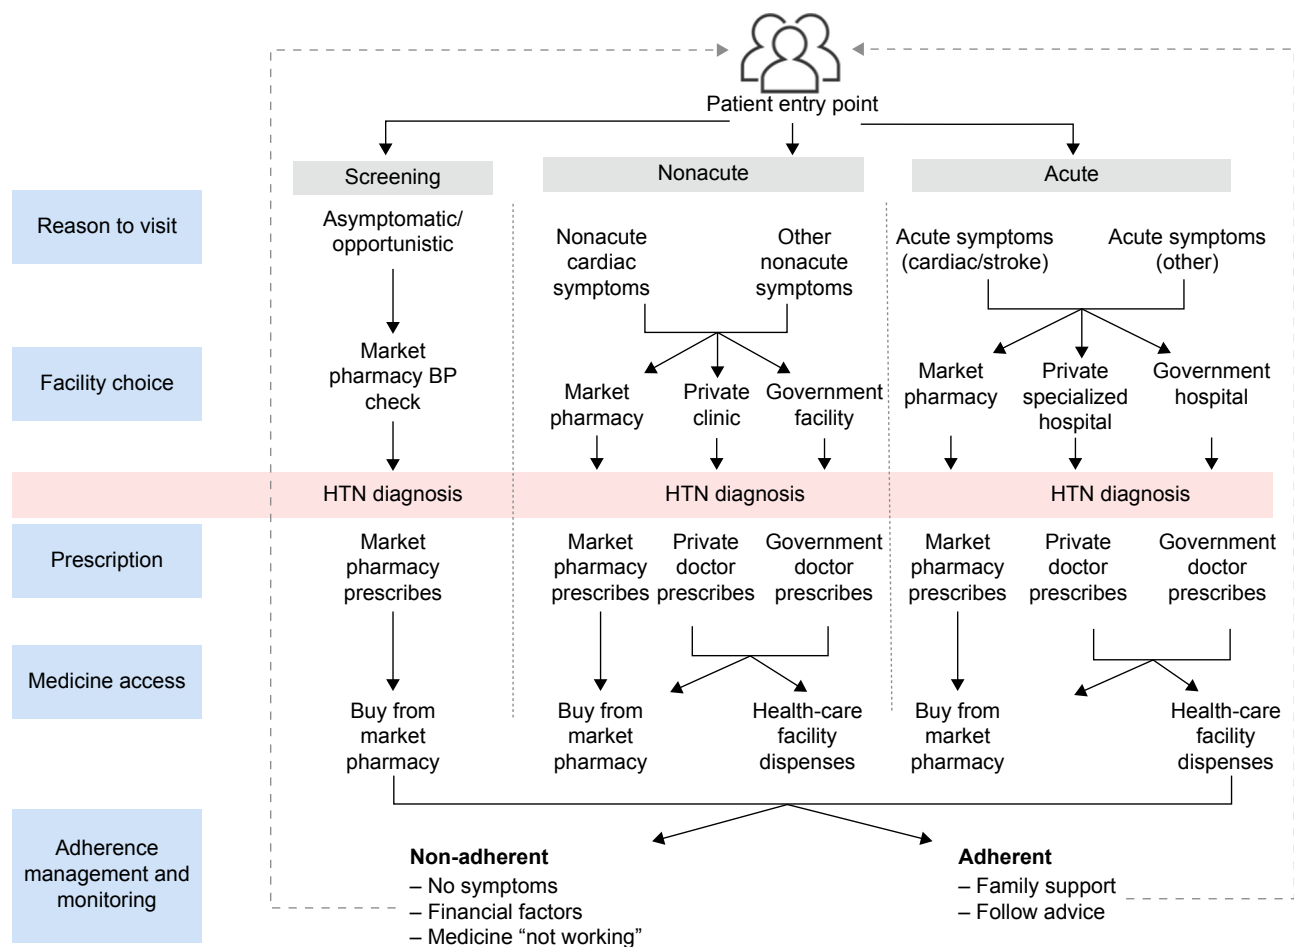 Patient entry point
Screening
Nonacute
Acute
Reason to visit
Asymptomatic/
opportunistic
Nonacute
cardiac
symptoms
Other
nonacute
symptoms
Acute symptoms
(cardiac/stroke)
Acute symptoms
(other)
Facility choice
Market
pharmacy BP
check
Market
pharmacy
Private
clinic
Government
facility
Market
pharmacy
Private
specialized
hospital
Government
hospital
HTN diagnosis
HTN diagnosis
HTN diagnosis
Prescription
Market
pharmacy
prescribes
Market
pharmacy
prescribes
Private
doctor
prescribes
Government
doctor
prescribes
Market
pharmacy
prescribes
Private
doctor
prescribes
Government
doctor
prescribes
Medicine access
Buy from
market
pharmacy
Buy from
market
pharmacy
Health-care
facility
dispenses
Buy from
market
pharmacy
Health-care
facility
dispenses
Adherence
management and
monitoring
Non-adherent
– No symptoms
– Financial factors
– Medicine “not working”
Adherent
– Family support
– Follow advice